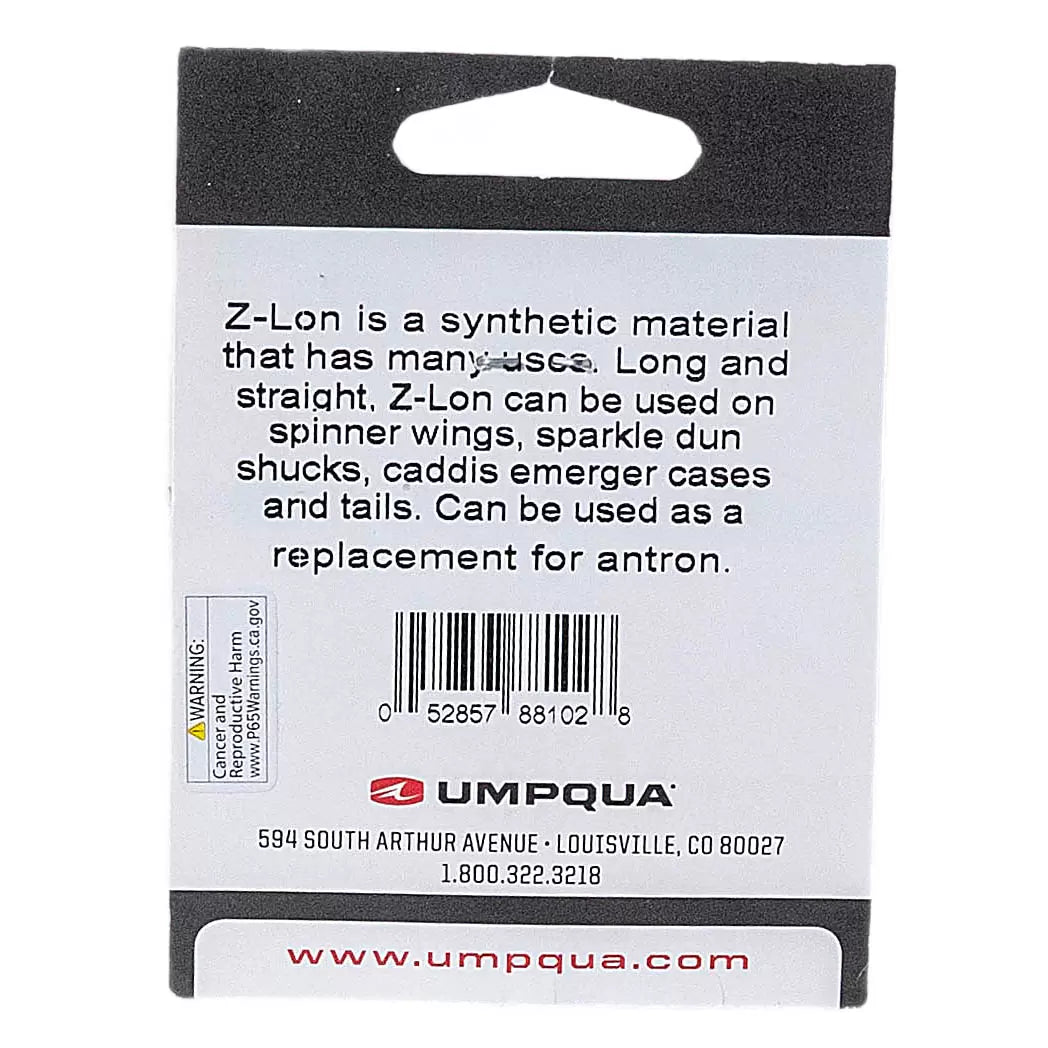 Z-Lon is a synthetic material
that has many uses. Long and
straight, Z-Lon can be used on
spinner wings, sparkle dun
shucks, caddis emerger cases
and tails. Can be used as a
replacement for antron.
WARNING:
Cancer and
Reproductive Harm
www.P65Warnings.ca.gov
0 52857 88102 8
UMPQUA
594 SOUTH ARTHUR AVENUE • LOUISVILLE, CO 80027
1.800.322.3218
www.umpqua.com